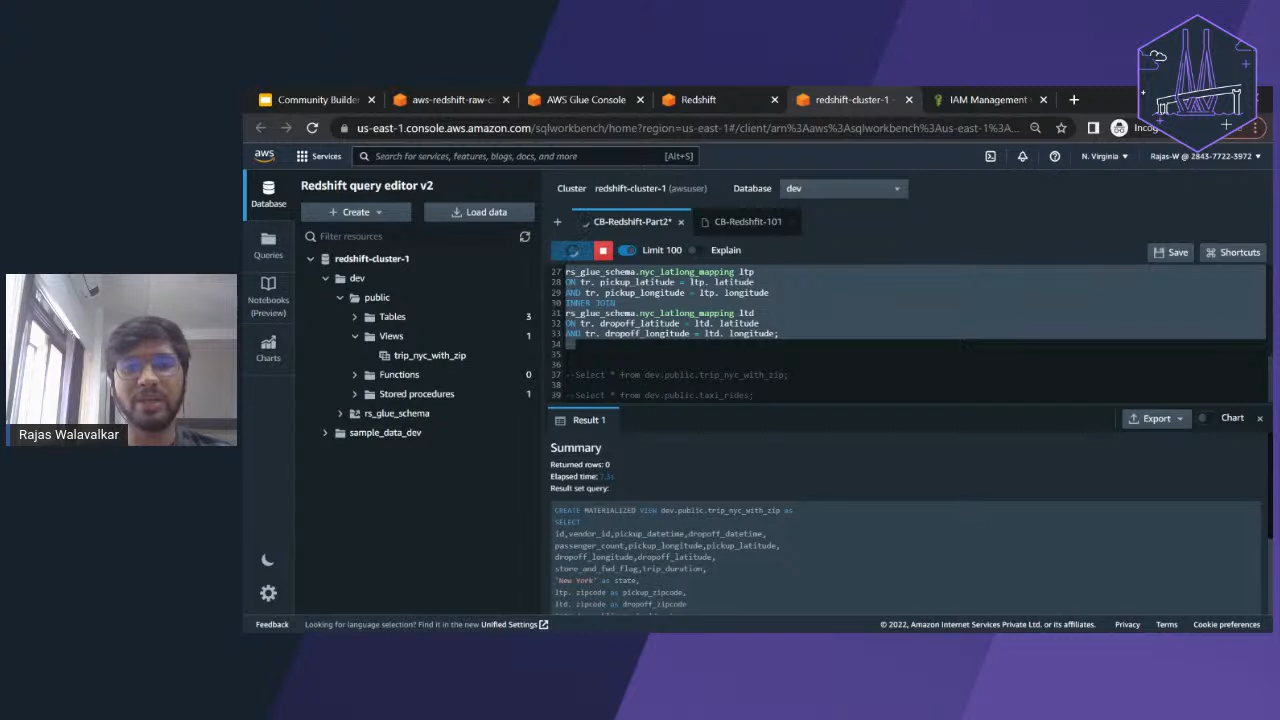 Community Builder
aws-redshift-raw-c
AWS Glue Console
Redshift
redshift-cluster-1 -
IAM Management
us-east-1.console.aws.amazon.com/sqlworkbench/home?region=us-east-1#/client/arn%3Aaws%3Asqlworkbench%3Aus-east-1%3A...
aws
Services
Search for services, features, blogs, docs, and more
[Alt+S]
N. Virginia
Rajas-W @ 2843-7722-3972
Database
Queries
Notebooks
(Preview)
Charts
Redshift query editor v2
Create
Load data
Filter resources
redshift-cluster-1
dev
public
Tables 3
Views 1
trip_nyc_with_zip
Functions 0
Stored procedures 1
rs_glue_schema
sample_data_dev
Cluster redshift-cluster-1 (awsuser) Database dev
CB-Redshift-Part2*
CB-Redshfit-101
Limit 100
Explain
Save
Shortcuts
27 rs_glue_schema.nyc_latlong_mapping ltp
28 ON tr. pickup_latitude = ltp. latitude
29 AND tr. pickup_longitude = ltp. longitude
30 INNER JOIN
31 rs_glue_schema.nyc_latlong_mapping ltd
32 ON tr. dropoff_latitude = ltd. latitude
33 AND tr. dropoff_longitude = ltd. longitude;
34
35
36
37 --Select * from dev.public.trip_nyc_with_zip;
38
39 --Select * from dev.public.taxi_rides;
Result 1
Export
Chart
Summary
Returned rows: 0
Elapsed time: 7.3s
Result set query:
CREATE MATERIALIZED VIEW dev.public.trip_nyc_with_zip as
SELECT
id,vendor_id,pickup_datetime,dropoff_datetime,
passenger_count,pickup_longitude,pickup_latitude,
dropoff_longitude,dropoff_latitude,
store_and_fwd_flag,trip_duration,
'New York' as state,
ltp. zipcode as pickup_zipcode,
ltd. zipcode as dropoff_zipcode
Rajas Walavalkar
Feedback
Looking for language selection? Find it in the new Unified Settings
© 2022, Amazon Internet Services Private Ltd. or its affiliates.
Privacy
Terms
Cookie preferences